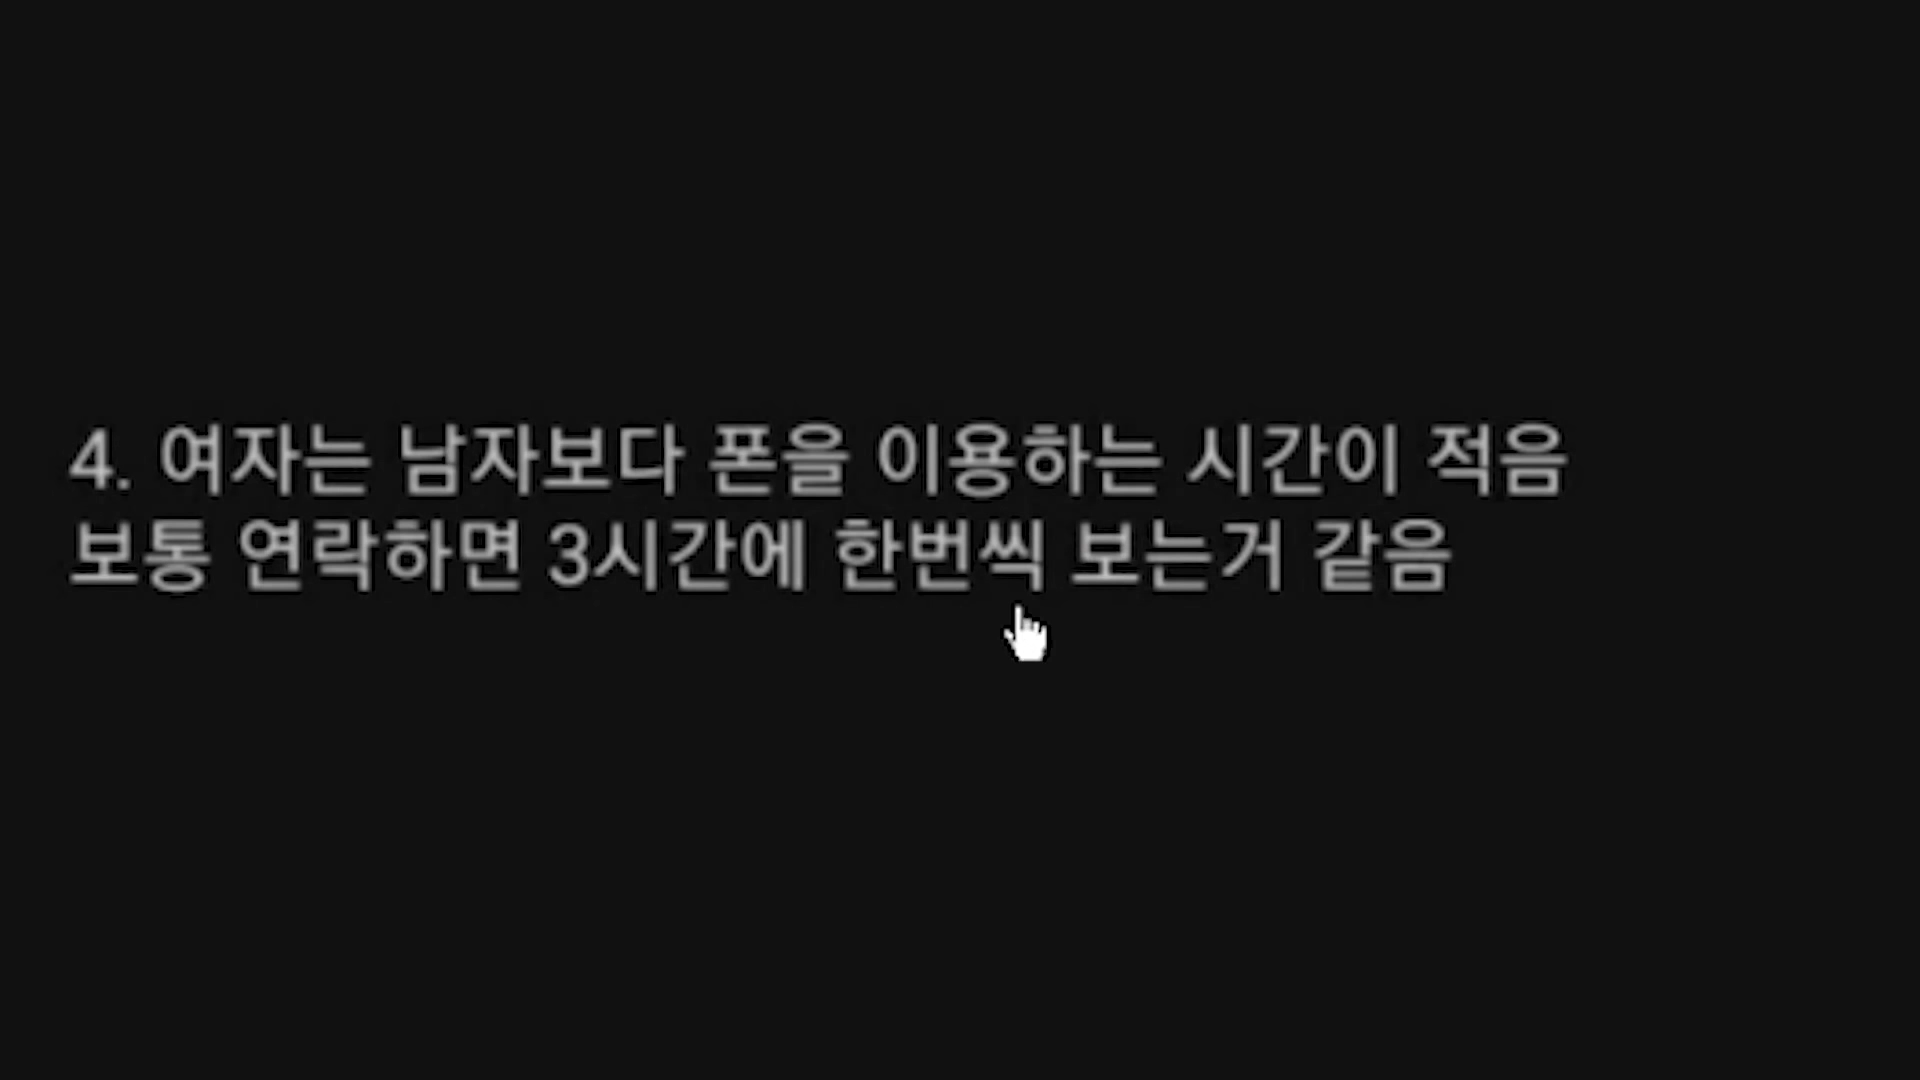 4. 여자는 남자보다 폰을 이용하는 시간이 적음
보통 연락하면 3시간에 한번씩 보는거 같음